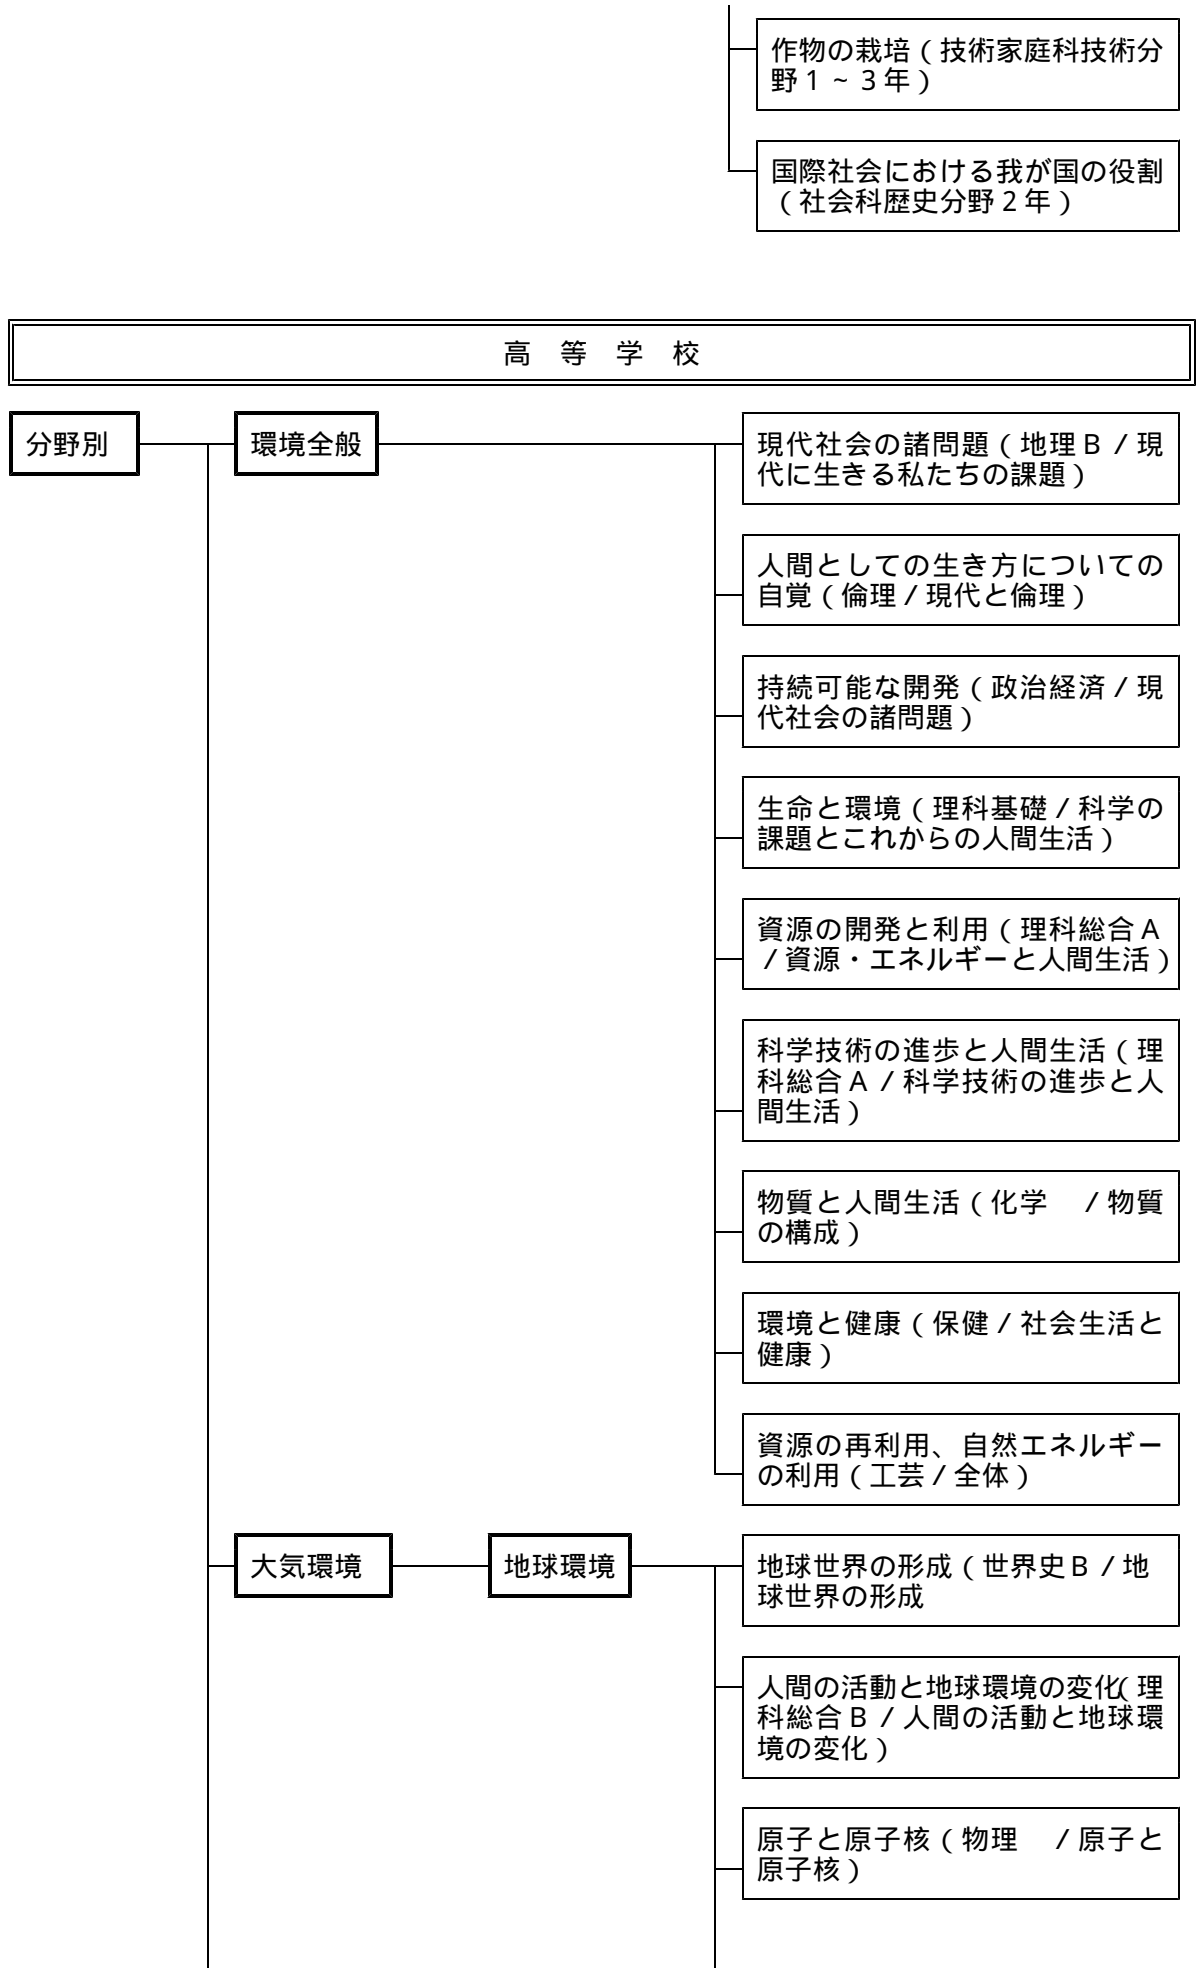 作物の栽培（技術家庭科技術分
野１～３年）
国際社会における我が国の役割
（社会科歴史分野２年）
高　等　学　校
分野別
環境全般
現代社会の諸問題（地理Ｂ／現
代に生きる私たちの課題）
人間としての生き方についての
自覚（倫理／現代と倫理）
持続可能な開発（政治経済／現
代社会の諸問題）
生命と環境（理科基礎／科学の
課題とこれからの人間生活）
資源の開発と利用（理科総合Ａ
／資源・エネルギーと人間生活）
科学技術の進歩と人間生活（理
科総合Ａ／科学技術の進歩と人
間生活）
物質と人間生活（化学　／物質
の構成）
環境と健康（保健／社会生活と
健康）
資源の再利用、自然エネルギー
の利用（工芸／全体）
大気環境
地球環境
地球世界の形成（世界史Ｂ／地
球世界の形成
人間の活動と地球環境の変化（理
科総合Ｂ／人間の活動と地球環
境の変化）
原子と原子核（物理　／原子と
原子核）